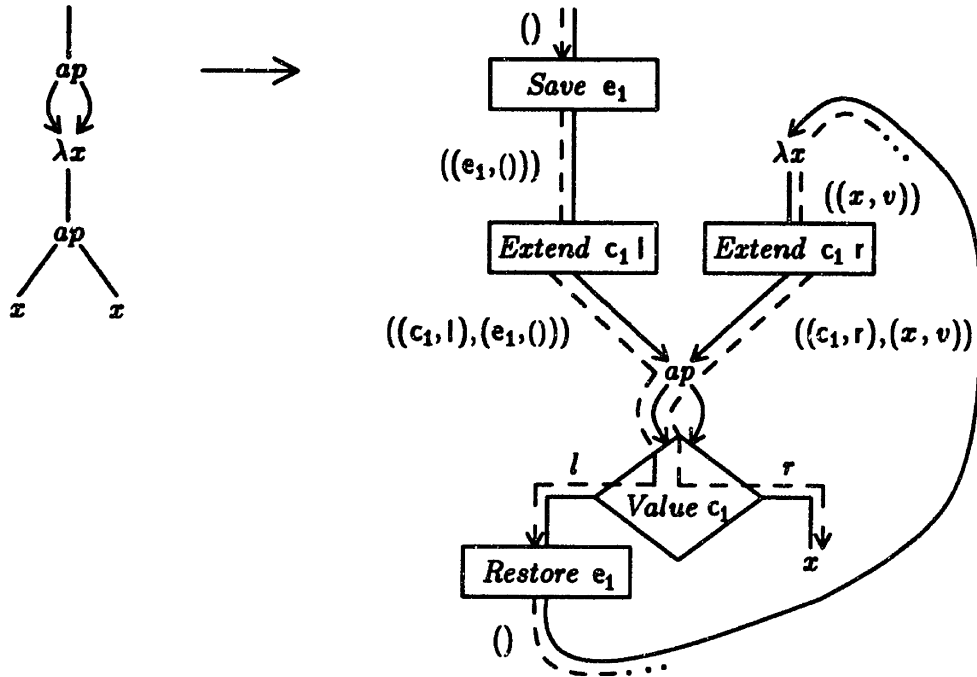 ap
λx
ap
x x
()
Save e₁
((e₁,()))
Extend c₁ l
((c₁,l),(e₁,()))
λx
((x,v))
Extend c₁ r
((c₁,r),(x,v))
ap
l
r
Value c₁
x
Restore e₁
()